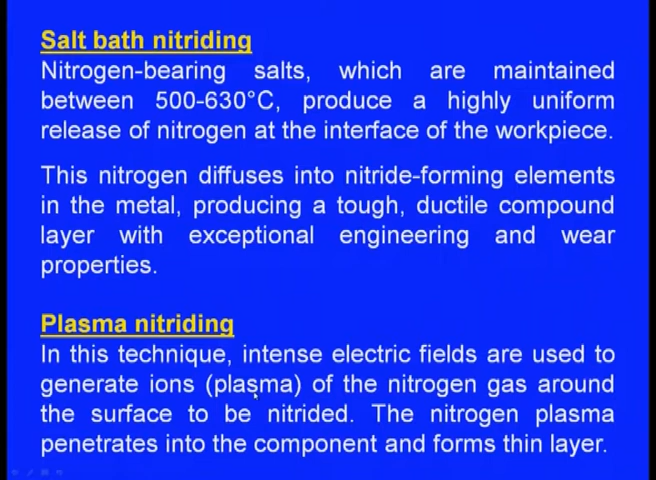 Salt bath nitriding
Nitrogen-bearing salts, which are maintained
between 500-630°C, produce a highly uniform
release of nitrogen at the interface of the workpiece.
This nitrogen diffuses into nitride-forming elements
in the metal, producing a tough, ductile compound
layer with exceptional engineering and wear
properties.
Plasma nitriding
In this technique, intense electric fields are used to
generate ions (plasma) of the nitrogen gas around
the surface to be nitrided. The nitrogen plasma
penetrates into the component and forms thin layer.